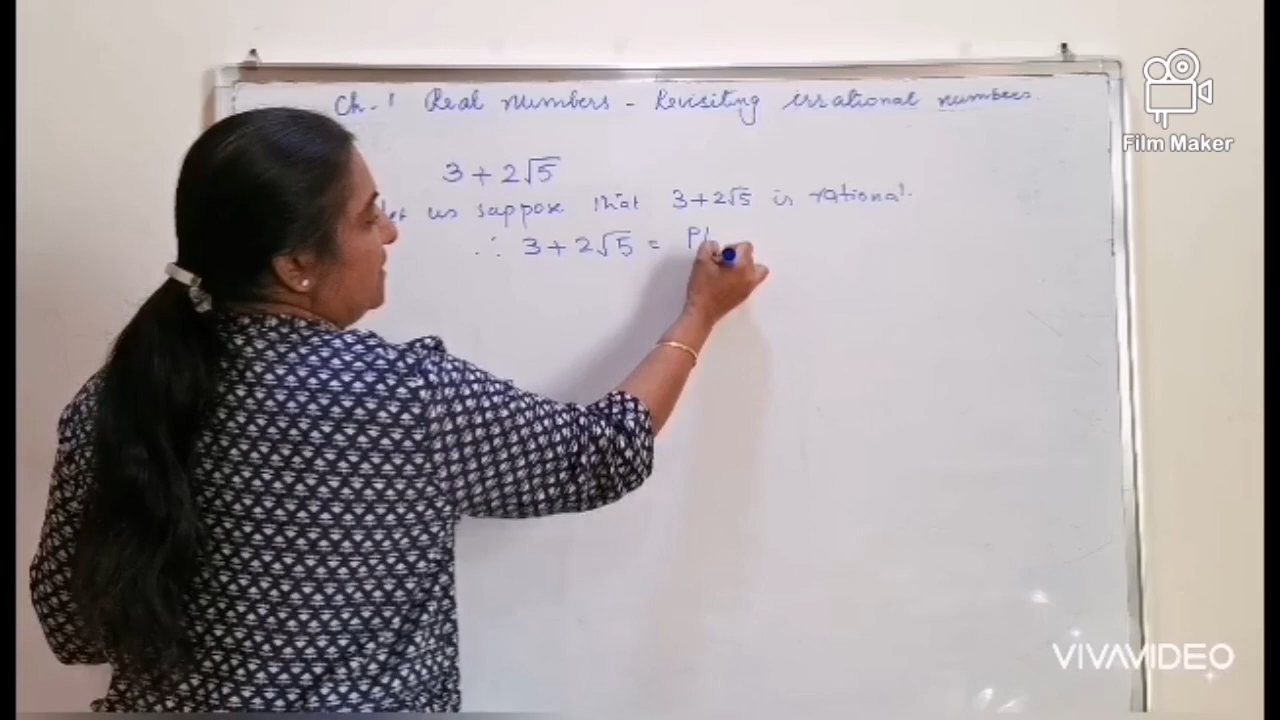 Ch. 1 Real numbers - Revisiting irrational numbers.
3 + 2√5
Let us suppose that 3+2√5 is rational.
∴ 3 + 2√5 = P/
Film Maker
VIVAVIDEO